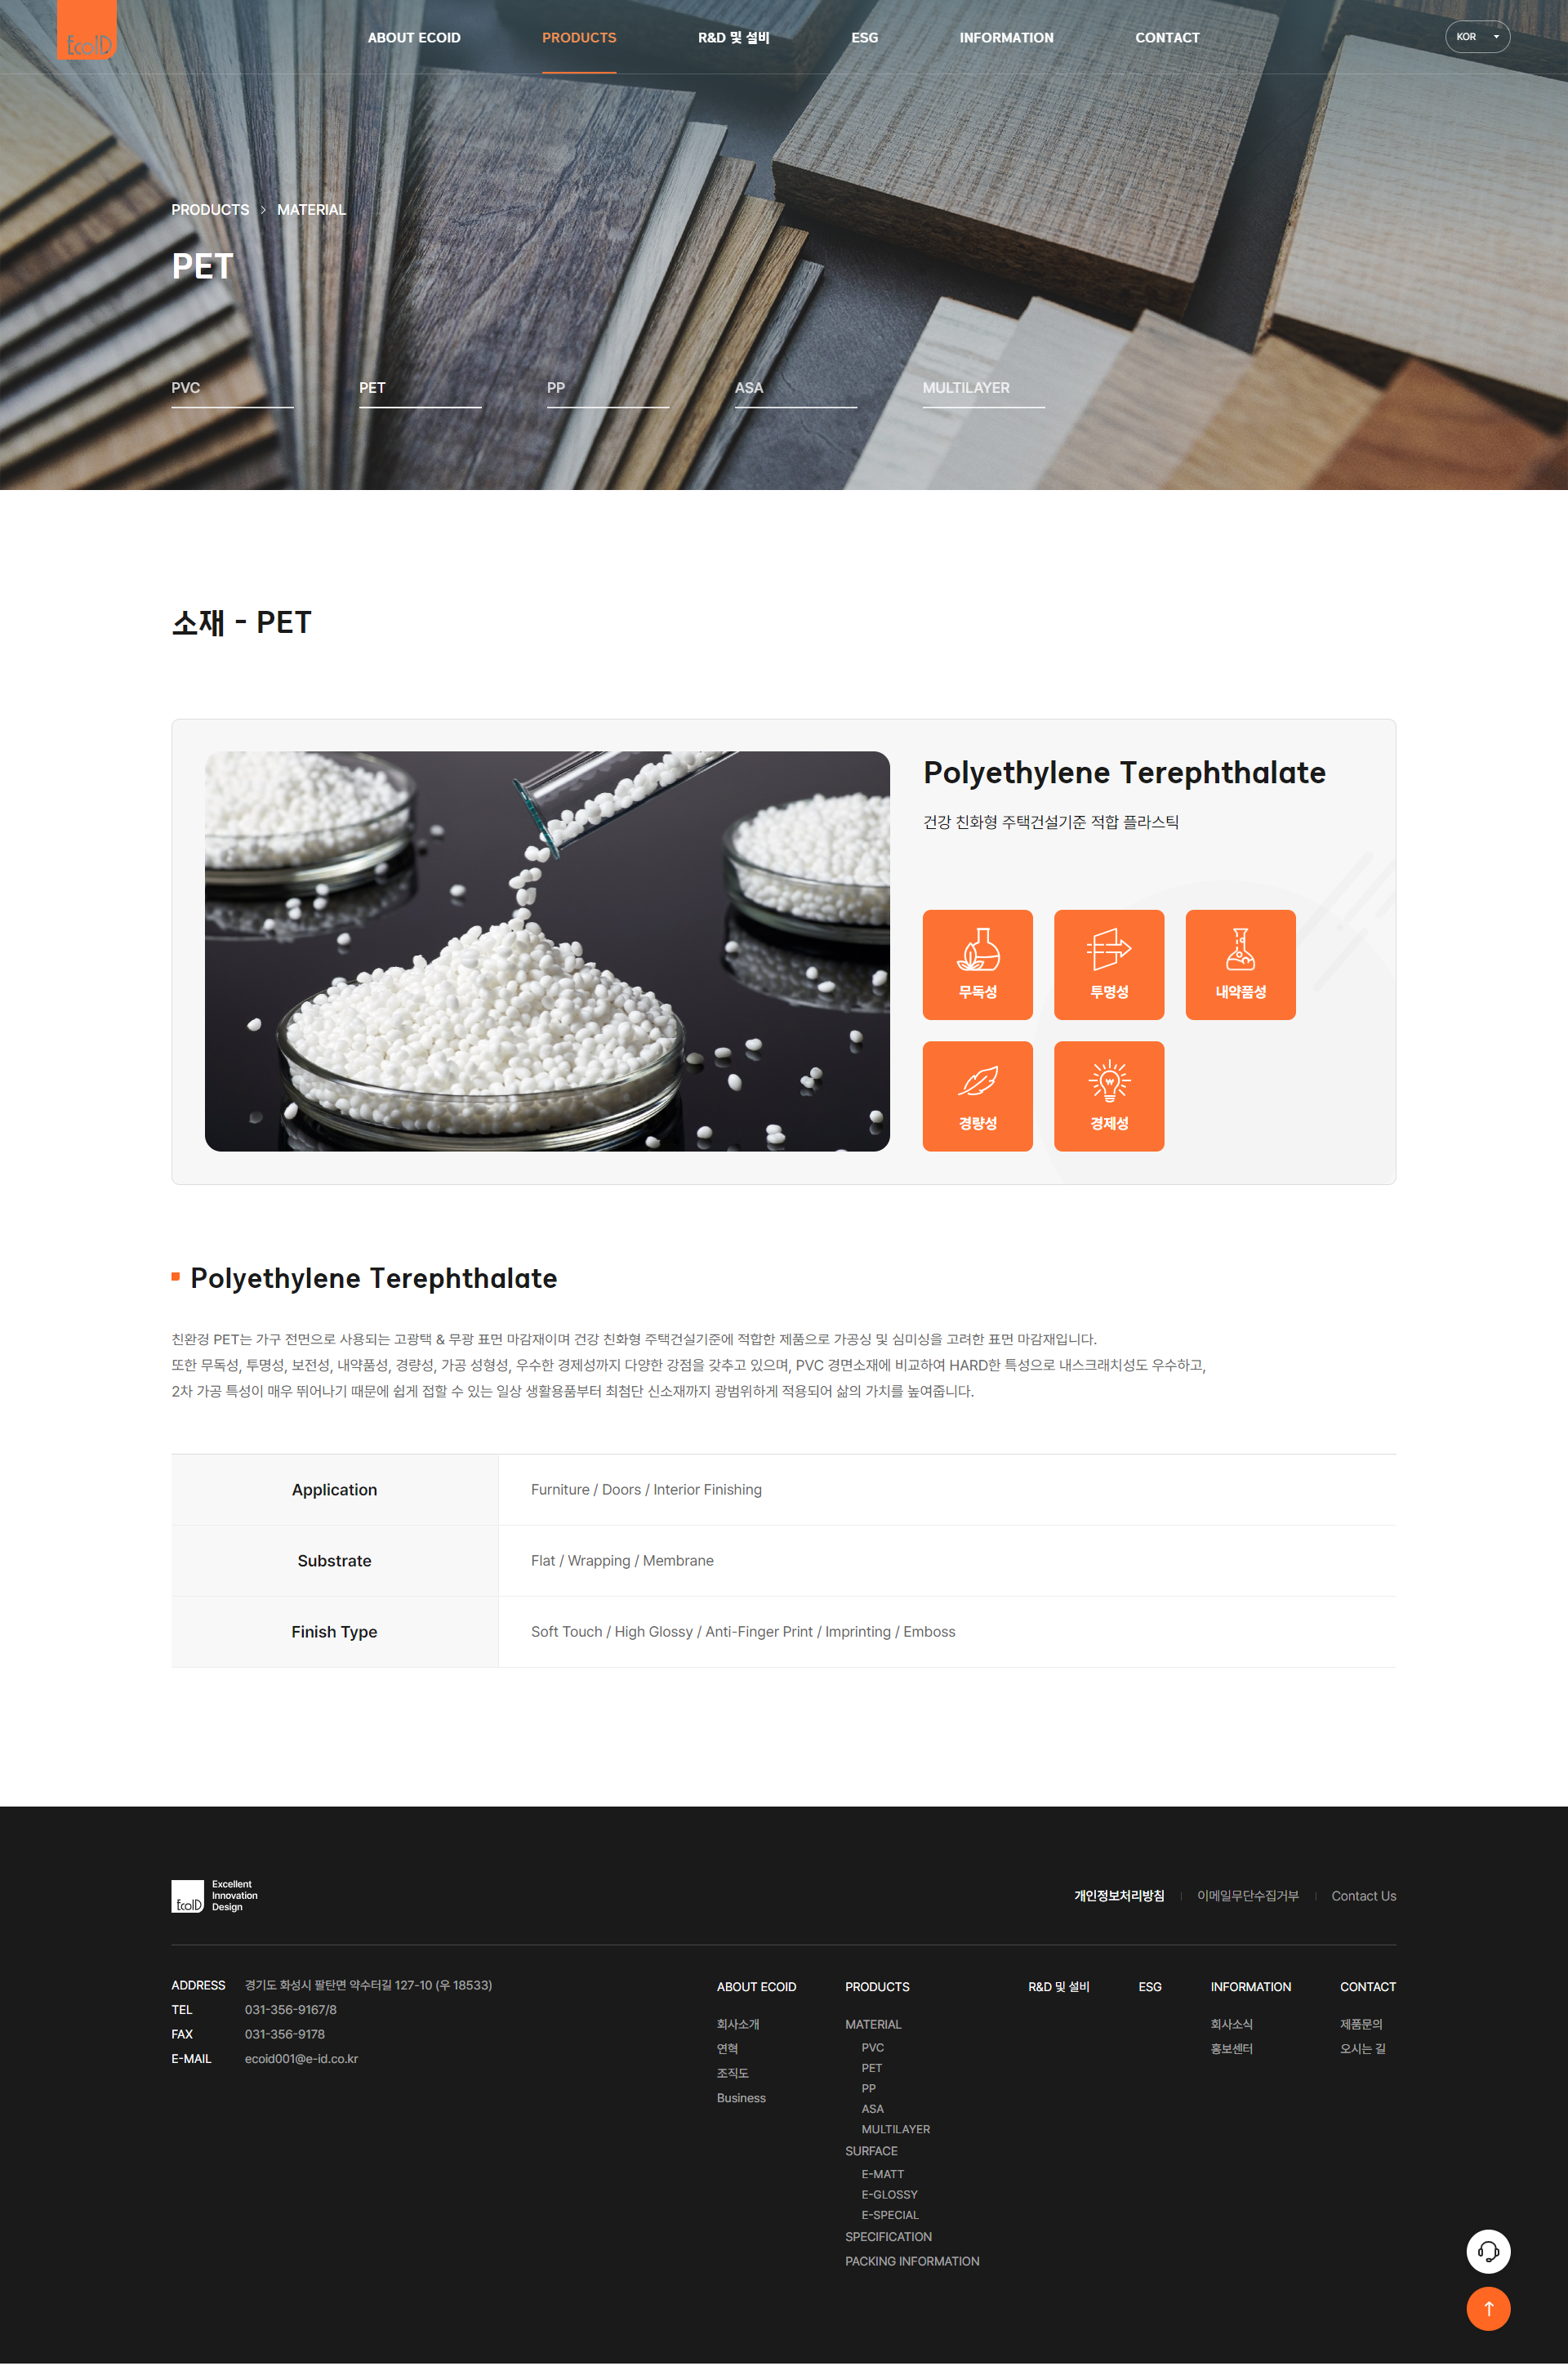 EcoID
ABOUT ECOID
PRODUCTS
R&D 및 설비
ESG
INFORMATION
CONTACT
KOR
PRODUCTS > MATERIAL
PET
PVC
PET
PP
ASA
MULTILAYER
소재 - PET
Polyethylene Terephthalate
건강 친화형 주택건설기준 적합 플라스틱
무독성
투명성
내약품성
경량성
경제성
Polyethylene Terephthalate
친환경 PET는 가구 전면으로 사용되는 고광택 & 무광 표면 마감재이며 건강 친화형 주택건설기준에 적합한 제품으로 가공성 및 심미성을 고려한 표면 마감재입니다.
또한 무독성, 투명성, 보전성, 내약품성, 경량성, 가공 성형성, 우수한 경제성까지 다양한 강점을 갖추고 있으며, PVC 경면소재에 비교하여 HARD한 특성으로 내스크래치성도 우수하고,
2차 가공 특성이 매우 뛰어나기 때문에 쉽게 접할 수 있는 일상 생활용품부터 최첨단 신소재까지 광범위하게 적용되어 삶의 가치를 높여줍니다.
Application
Furniture / Doors / Interior Finishing
Substrate
Flat / Wrapping / Membrane
Finish Type
Soft Touch / High Glossy / Anti-Finger Print / Imprinting / Emboss
EcoID
Excellent
Innovation
Design
개인정보처리방침
이메일무단수집거부
Contact Us
ADDRESS 경기도 화성시 팔탄면 약수터길 127-10 (우 18533)
TEL 031-356-9167/8
FAX 031-356-9178
E-MAIL ecoid001@e-id.co.kr
ABOUT ECOID
회사소개
연혁
조직도
Business
PRODUCTS
MATERIAL
PVC
PET
PP
ASA
MULTILAYER
SURFACE
E-MATT
E-GLOSSY
E-SPECIAL
SPECIFICATION
PACKING INFORMATION
R&D 및 설비
ESG
INFORMATION
회사소식
홍보센터
CONTACT
제품문의
오시는 길